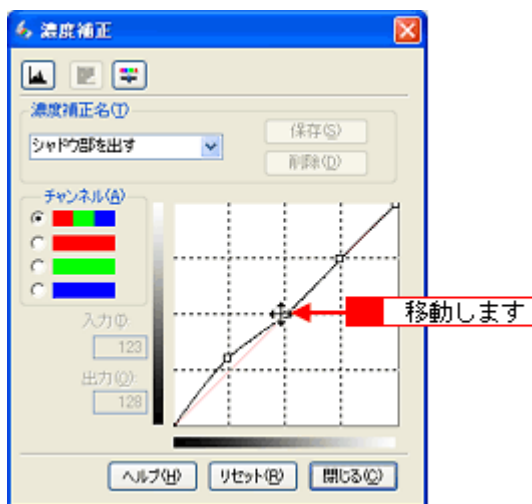 濃度補正
濃度補正名(T)
シャドウ部を出す
保存(S)
削除(D)
チャンネル(A)
入力(I):
123
出力(O):
128
移動します
ヘルプ(H)
リセット(R)
閉じる(C)